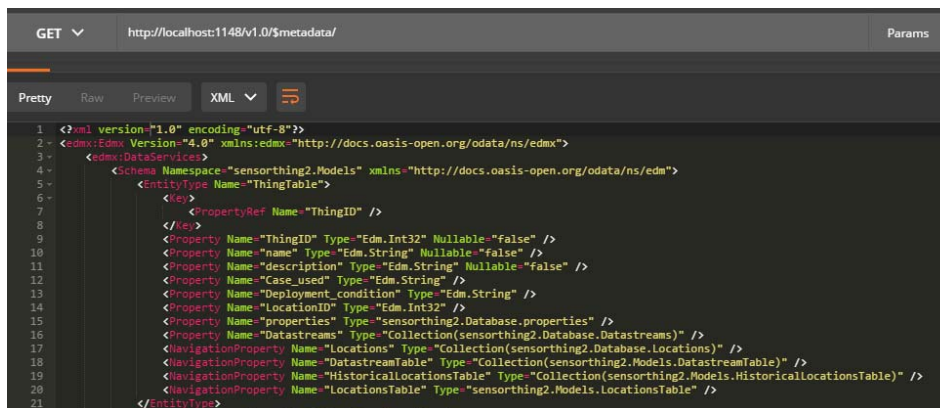 GET http://localhost:1148/v1.0/$metadata/ Params
Pretty Raw Preview XML
1 <?xml version="1.0" encoding="utf-8"?>
2 <edmx:Edmx Version="4.0" xmlns:edmx="http://docs.oasis-open.org/odata/ns/edmx">
3 <edmx:DataServices>
4 <Schema Namespace="sensorthing2.Models" xmlns="http://docs.oasis-open.org/odata/ns/edm">
5 <EntityType Name="ThingTable">
6 <Key>
7 <PropertyRef Name="ThingID" />
8 </Key>
9 <Property Name="ThingID" Type="Edm.Int32" Nullable="false" />
10 <Property Name="name" Type="Edm.String" Nullable="false" />
11 <Property Name="description" Type="Edm.String" Nullable="false" />
12 <Property Name="Case_used" Type="Edm.String" />
13 <Property Name="Deployment_condition" Type="Edm.String" />
14 <Property Name="LocationID" Type="Edm.Int32" />
15 <Property Name="properties" Type="sensorthing2.Database.properties" />
16 <Property Name="Datastreams" Type="Collection(sensorthing2.Database.Datastreams)" />
17 <NavigationProperty Name="Locations" Type="Collection(sensorthing2.Database.Locations)" />
18 <NavigationProperty Name="DatastreamTable" Type="Collection(sensorthing2.Models.DatastreamTable)" />
19 <NavigationProperty Name="HistoricalLocationsTable" Type="Collection(sensorthing2.Models.HistoricalLocationsTable)" />
20 <NavigationProperty Name="LocationsTable" Type="sensorthing2.Models.LocationsTable" />
21 </EntityType>